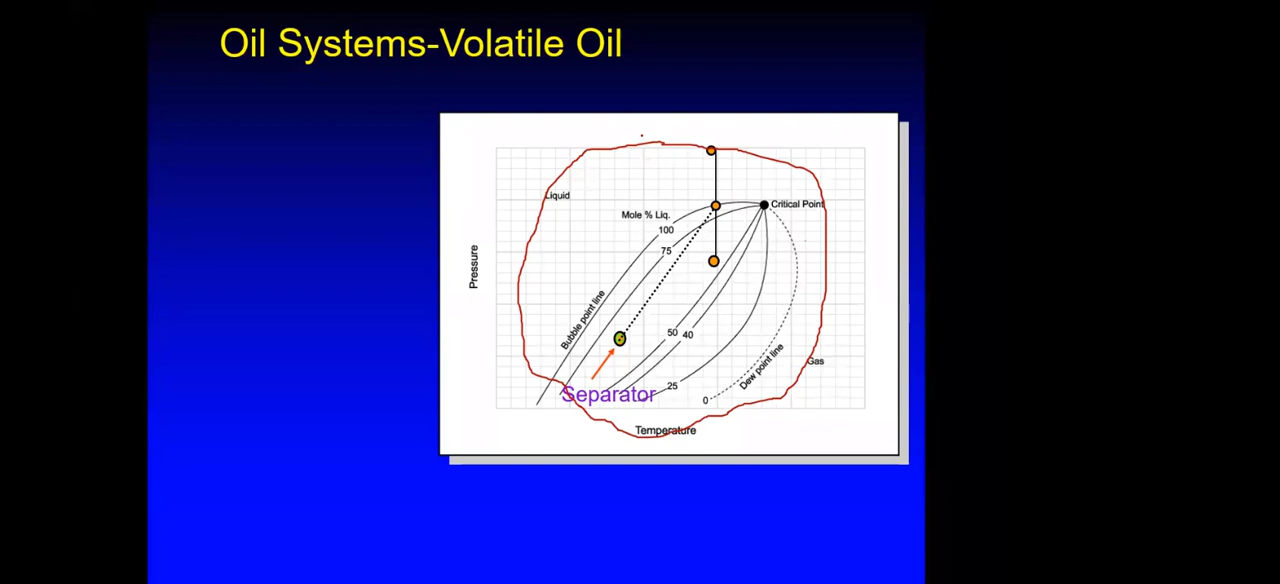 Oil Systems-Volatile Oil
Liquid
Critical Point
Mole % Liq.
100
75
Pressure
Bubble point line
50
40
Dew point line
Gas
25
Separator
0
Temperature